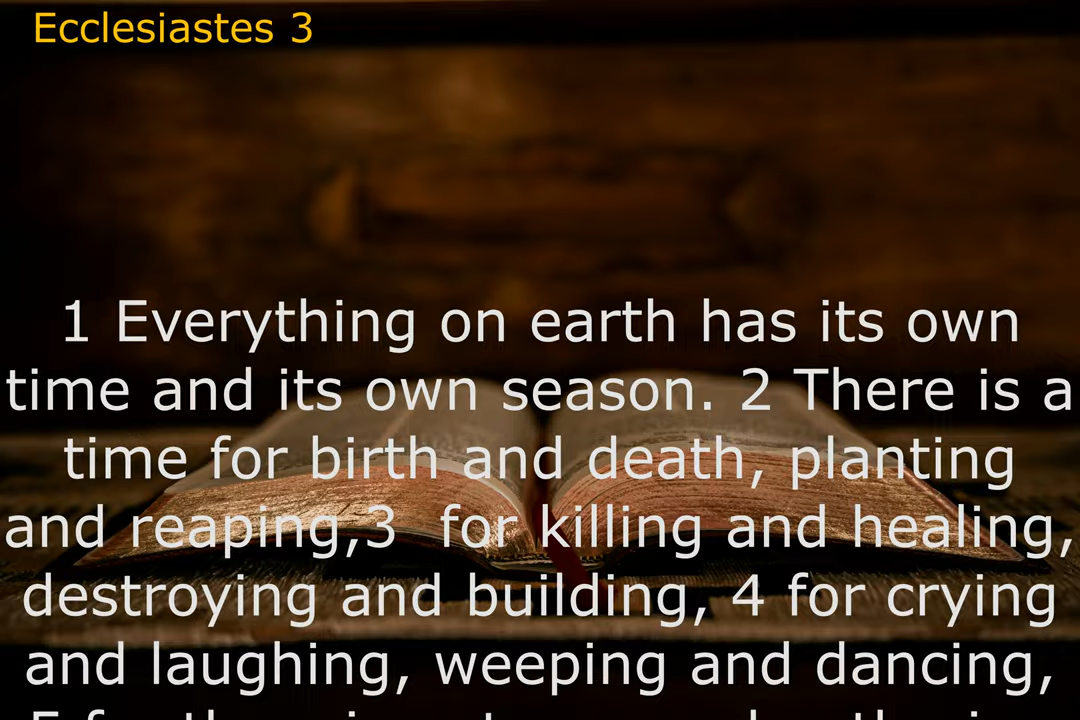 Ecclesiastes 3
1 Everything on earth has its own
time and its own season. 2 There is a
time for birth and death, planting
and reaping,3  for killing and healing,
destroying and building, 4 for crying
and laughing, weeping and dancing,